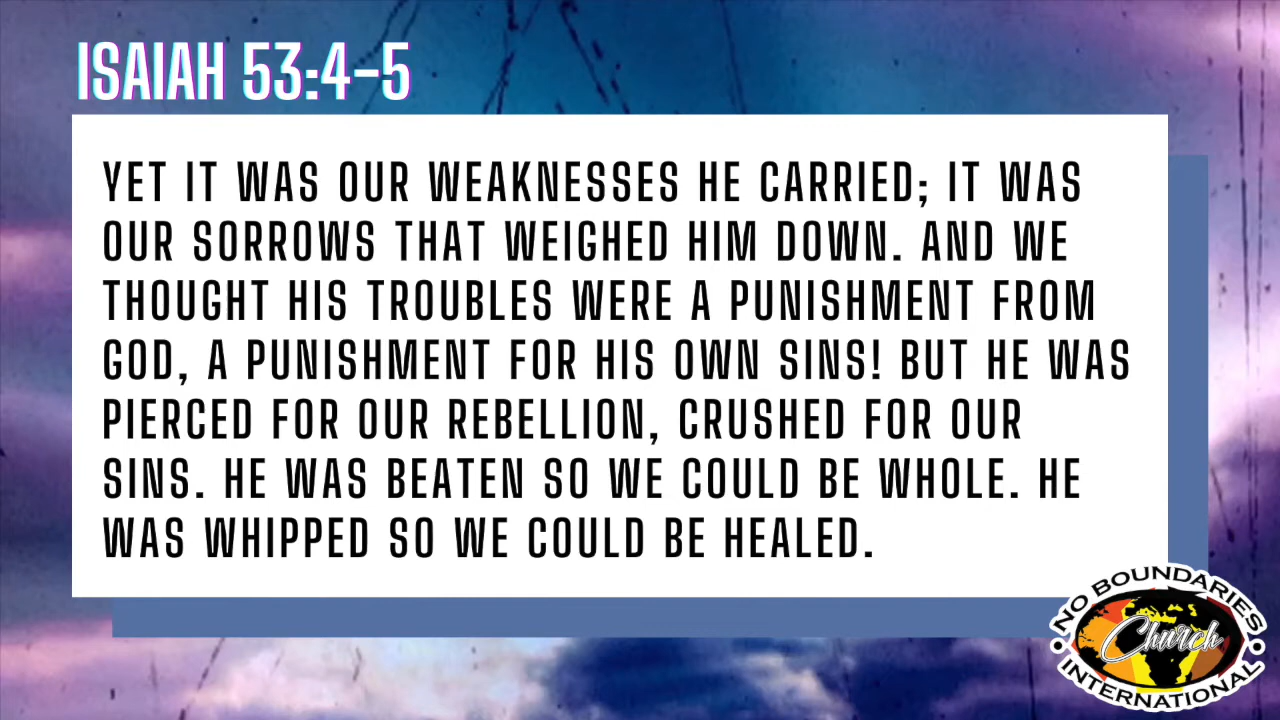 ISAIAH 53:4-5
YET IT WAS OUR WEAKNESSES HE CARRIED; IT WAS
OUR SORROWS THAT WEIGHED HIM DOWN. AND WE
THOUGHT HIS TROUBLES WERE A PUNISHMENT FROM
GOD, A PUNISHMENT FOR HIS OWN SINS! BUT HE WAS
PIERCED FOR OUR REBELLION, CRUSHED FOR OUR
SINS. HE WAS BEATEN SO WE COULD BE WHOLE. HE
WAS WHIPPED SO WE COULD BE HEALED.
• NO BOUNDARIES •
Church
INTERNATIONAL